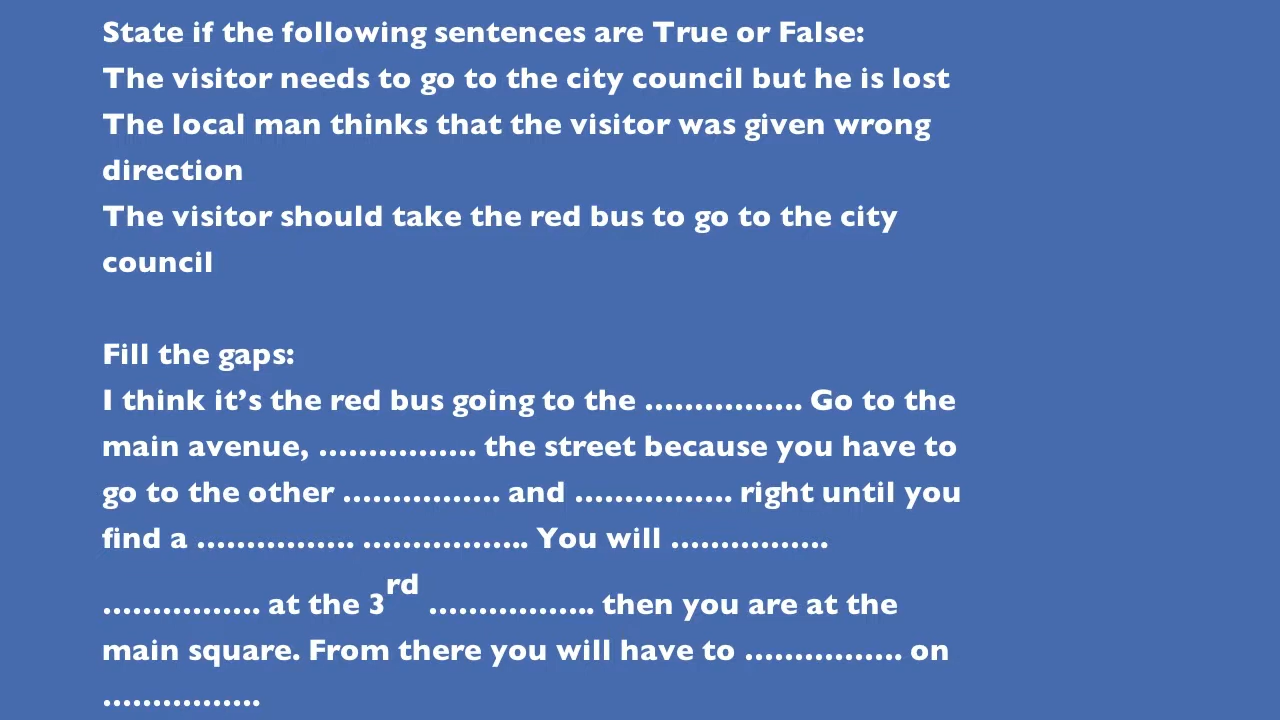 State if the following sentences are True or False:
The visitor needs to go to the city council but he is lost
The local man thinks that the visitor was given wrong
direction
The visitor should take the red bus to go to the city
council
Fill the gaps:
I think it’s the red bus going to the ……………. Go to the
main avenue, ……………. the street because you have to
go to the other ……………. and ……………. right until you
find a ……………. …………….. You will …………….
……………. at the 3rd …………….. then you are at the
main square. From there you will have to ……………. on
…………….